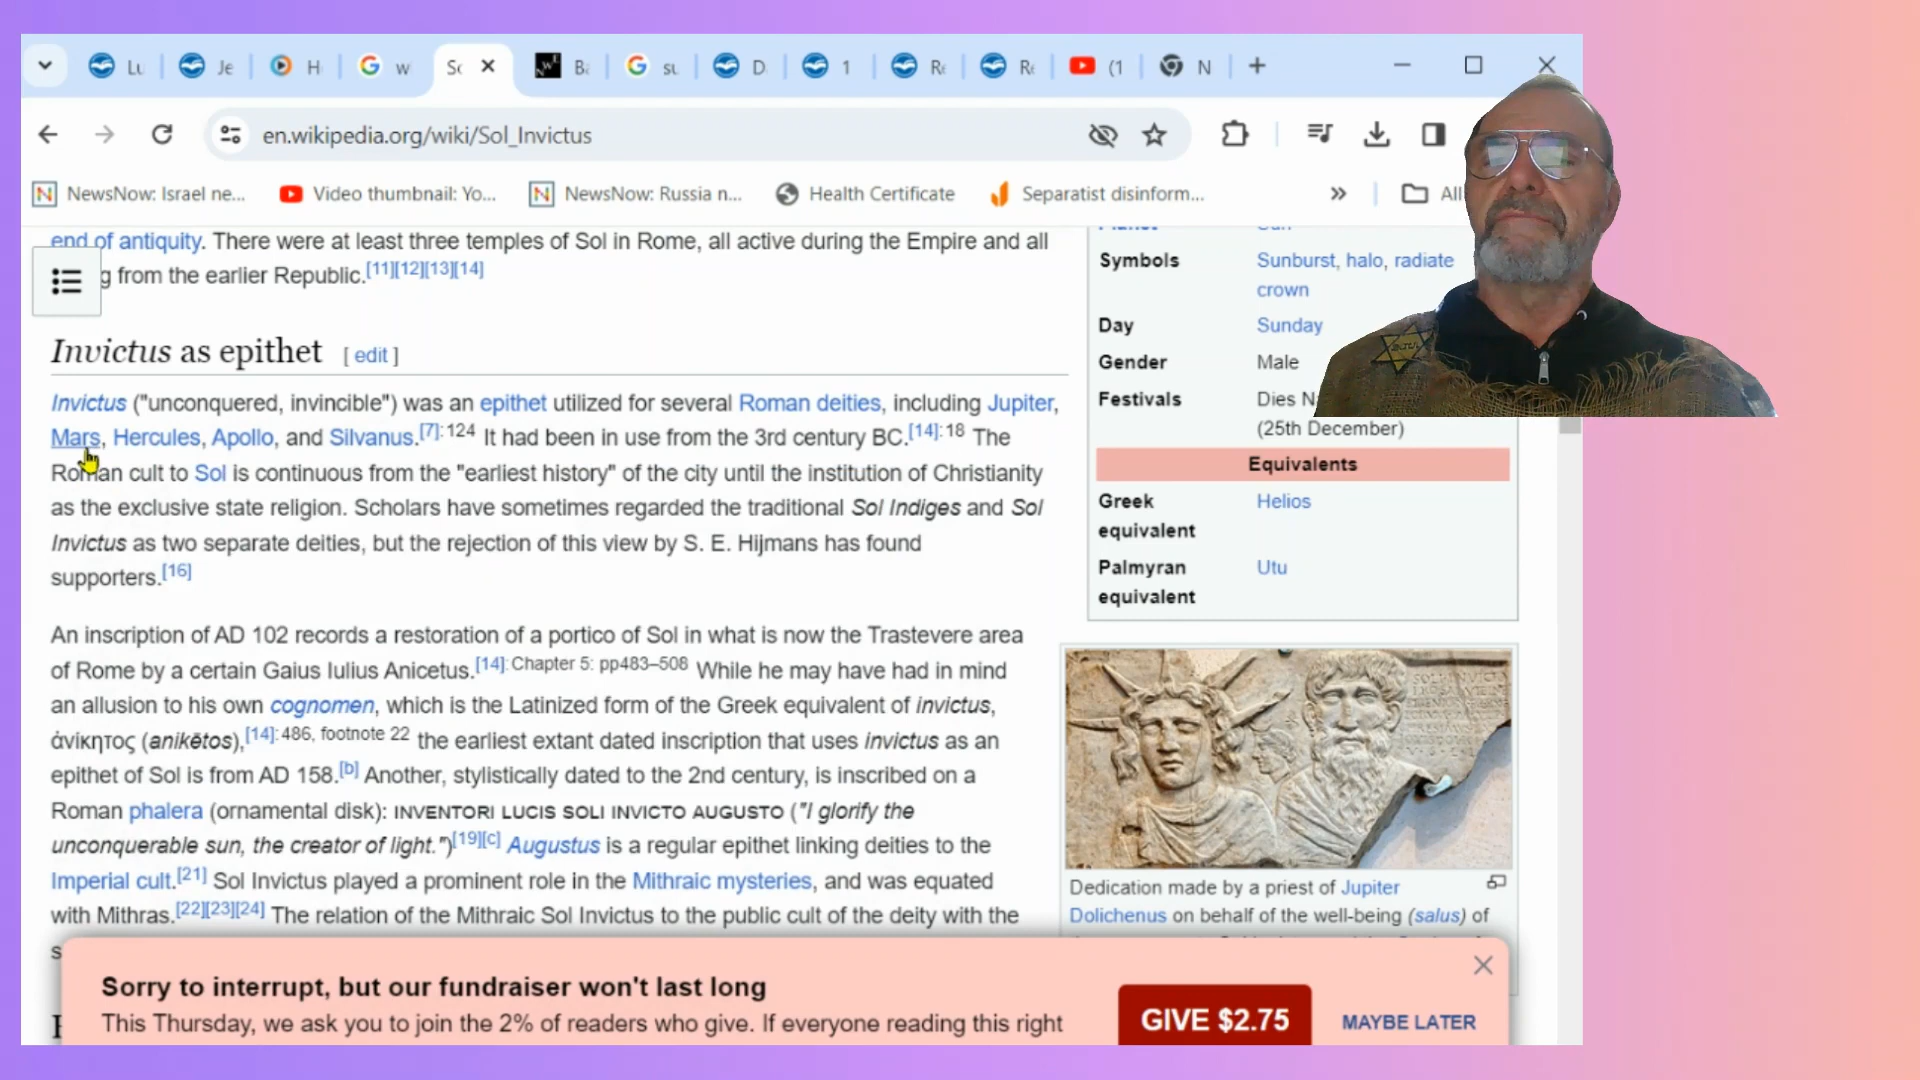 Lu
Je
H
w
Sc
Ba
su
D
1
Re
Re
(1
N
en.wikipedia.org/wiki/Sol_Invictus
NewsNow: Israel ne...
Video thumbnail: Yo...
NewsNow: Russia n...
Health Certificate
Separatist disinform...
»
All
end of antiquity. There were at least three temples of Sol in Rome, all active during the Empire and all
g from the earlier Republic.[11][12][13][14]
Invictus as epithet [ edit ]
Invictus ("unconquered, invincible") was an epithet utilized for several Roman deities, including Jupiter,
Mars, Hercules, Apollo, and Silvanus.[7]: 124 It had been in use from the 3rd century BC.[14]: 18 The
Roman cult to Sol is continuous from the "earliest history" of the city until the institution of Christianity
as the exclusive state religion. Scholars have sometimes regarded the traditional Sol Indiges and Sol
Invictus as two separate deities, but the rejection of this view by S. E. Hijmans has found
supporters.[16]
An inscription of AD 102 records a restoration of a portico of Sol in what is now the Trastevere area
of Rome by a certain Gaius Iulius Anicetus.[14]: Chapter 5: pp483–508 While he may have had in mind
an allusion to his own cognomen, which is the Latinized form of the Greek equivalent of invictus,
ἀνίκητος (anikētos),[14]: 486, footnote 22 the earliest extant dated inscription that uses invictus as an
epithet of Sol is from AD 158.[b] Another, stylistically dated to the 2nd century, is inscribed on a
Roman phalera (ornamental disk): INVENTORI LUCIS SOLI INVICTO AUGUSTO ("I glorify the
unconquerable sun, the creator of light.")[19][c] Augustus is a regular epithet linking deities to the
Imperial cult.[21] Sol Invictus played a prominent role in the Mithraic mysteries, and was equated
with Mithras.[22][23][24] The relation of the Mithraic Sol Invictus to the public cult of the deity with the
Symbols Sunburst, halo, radiate
crown
Day Sunday
Gender Male
Festivals Dies N
(25th December)
Equivalents
Greek Helios
equivalent
Palmyran Utu
equivalent
Dedication made by a priest of Jupiter
Dolichenus on behalf of the well-being (salus) of
Sorry to interrupt, but our fundraiser won't last long
This Thursday, we ask you to join the 2% of readers who give. If everyone reading this right
GIVE $2.75
MAYBE LATER